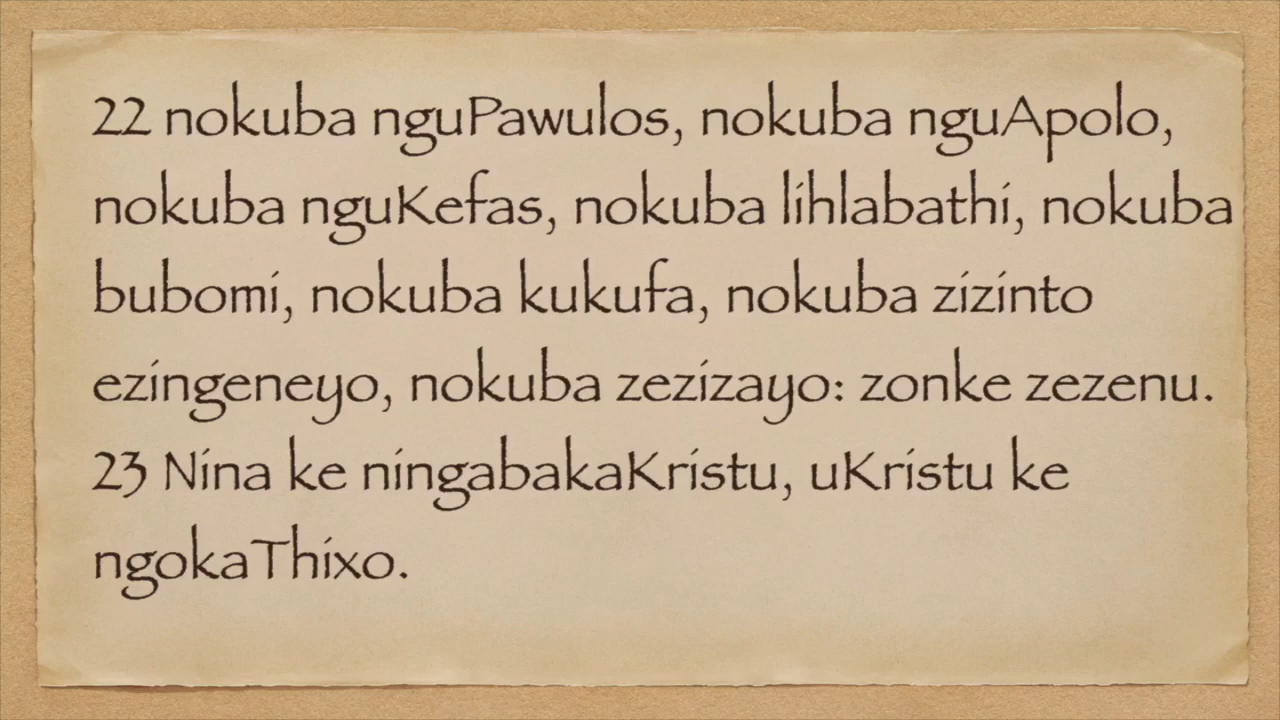 22 nokuba nguPawulos, nokuba nguApolo,
nokuba nguKefas, nokuba lihlabathi, nokuba
bubomi, nokuba kukufa, nokuba zizinto
ezingeneyo, nokuba zezizayo: zonke zezenu.
23 Nina ke ningabakaKristu, uKristu ke
ngokaThixo.